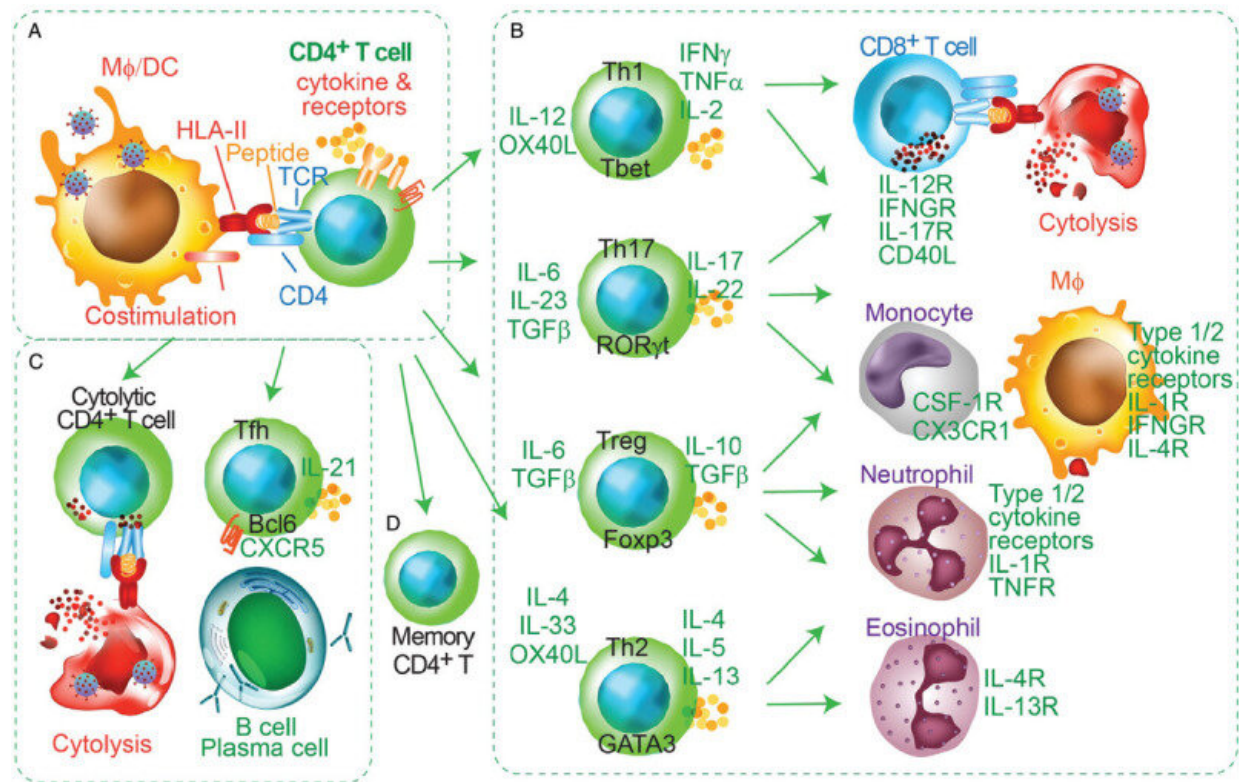 A
Mϕ/DC
CD4⁺ T cell
cytokine &
receptors
HLA-II
Peptide
TCR
CD4
Costimulation
B
Th1
Tbet
IL-12
OX40L
IFNγ
TNFα
IL-2
CD8⁺ T cell
IL-12R
IFNGR
IL-17R
CD40L
Cytolysis
Th17
RORγt
IL-6
IL-23
TGFβ
IL-17
IL-22
Monocyte
CSF-1R
CX3CR1
Mϕ
Type 1/2
cytokine
receptors
IL-1R
IFNGR
IL-4R
Treg
Foxp3
IL-6
TGFβ
IL-10
TGFβ
Neutrophil
Type 1/2
cytokine
receptors
IL-1R
TNFR
IL-4
IL-33
OX40L
Th2
GATA3
IL-4
IL-5
IL-13
Eosinophil
IL-4R
IL-13R
C
Cytolytic
CD4⁺ T cell
Cytolysis
Tfh
IL-21
Bcl6
CXCR5
B cell
Plasma cell
D
Memory
CD4⁺ T